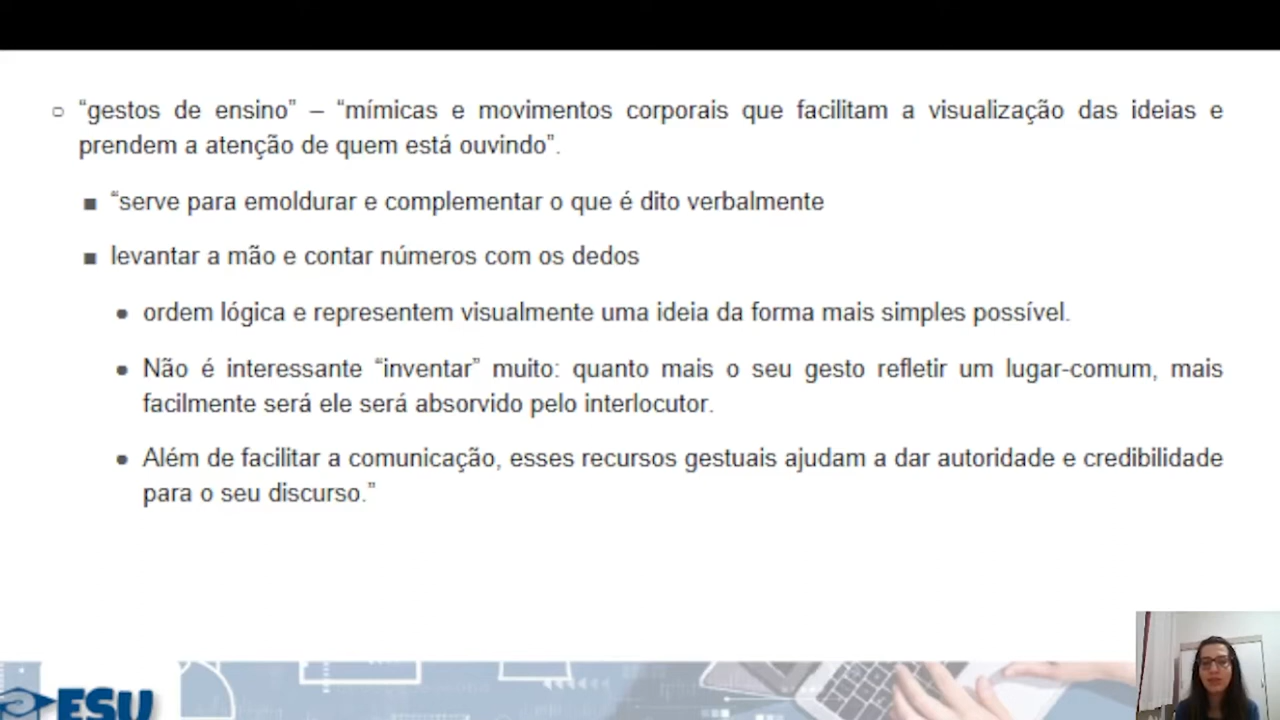 “gestos de ensino” – “mímicas e movimentos corporais que facilitam a visualização das ideias e
prendem a atenção de quem está ouvindo”.
“serve para emoldurar e complementar o que é dito verbalmente
levantar a mão e contar números com os dedos
ordem lógica e representem visualmente uma ideia da forma mais simples possível.
Não é interessante “inventar” muito: quanto mais o seu gesto refletir um lugar-comum, mais
facilmente será ele será absorvido pelo interlocutor.
Além de facilitar a comunicação, esses recursos gestuais ajudam a dar autoridade e credibilidade
para o seu discurso.”
ESU